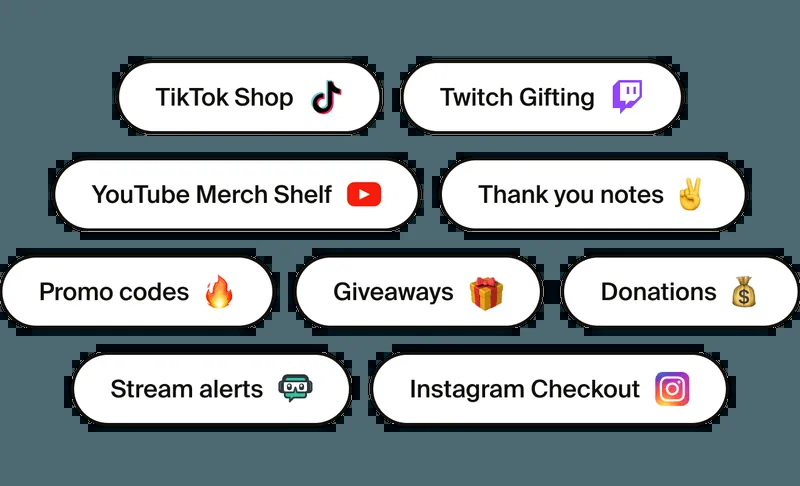 TikTok Shop
Twitch Gifting
YouTube Merch Shelf
Thank you notes
Promo codes
Giveaways
Donations
Stream alerts
Instagram Checkout